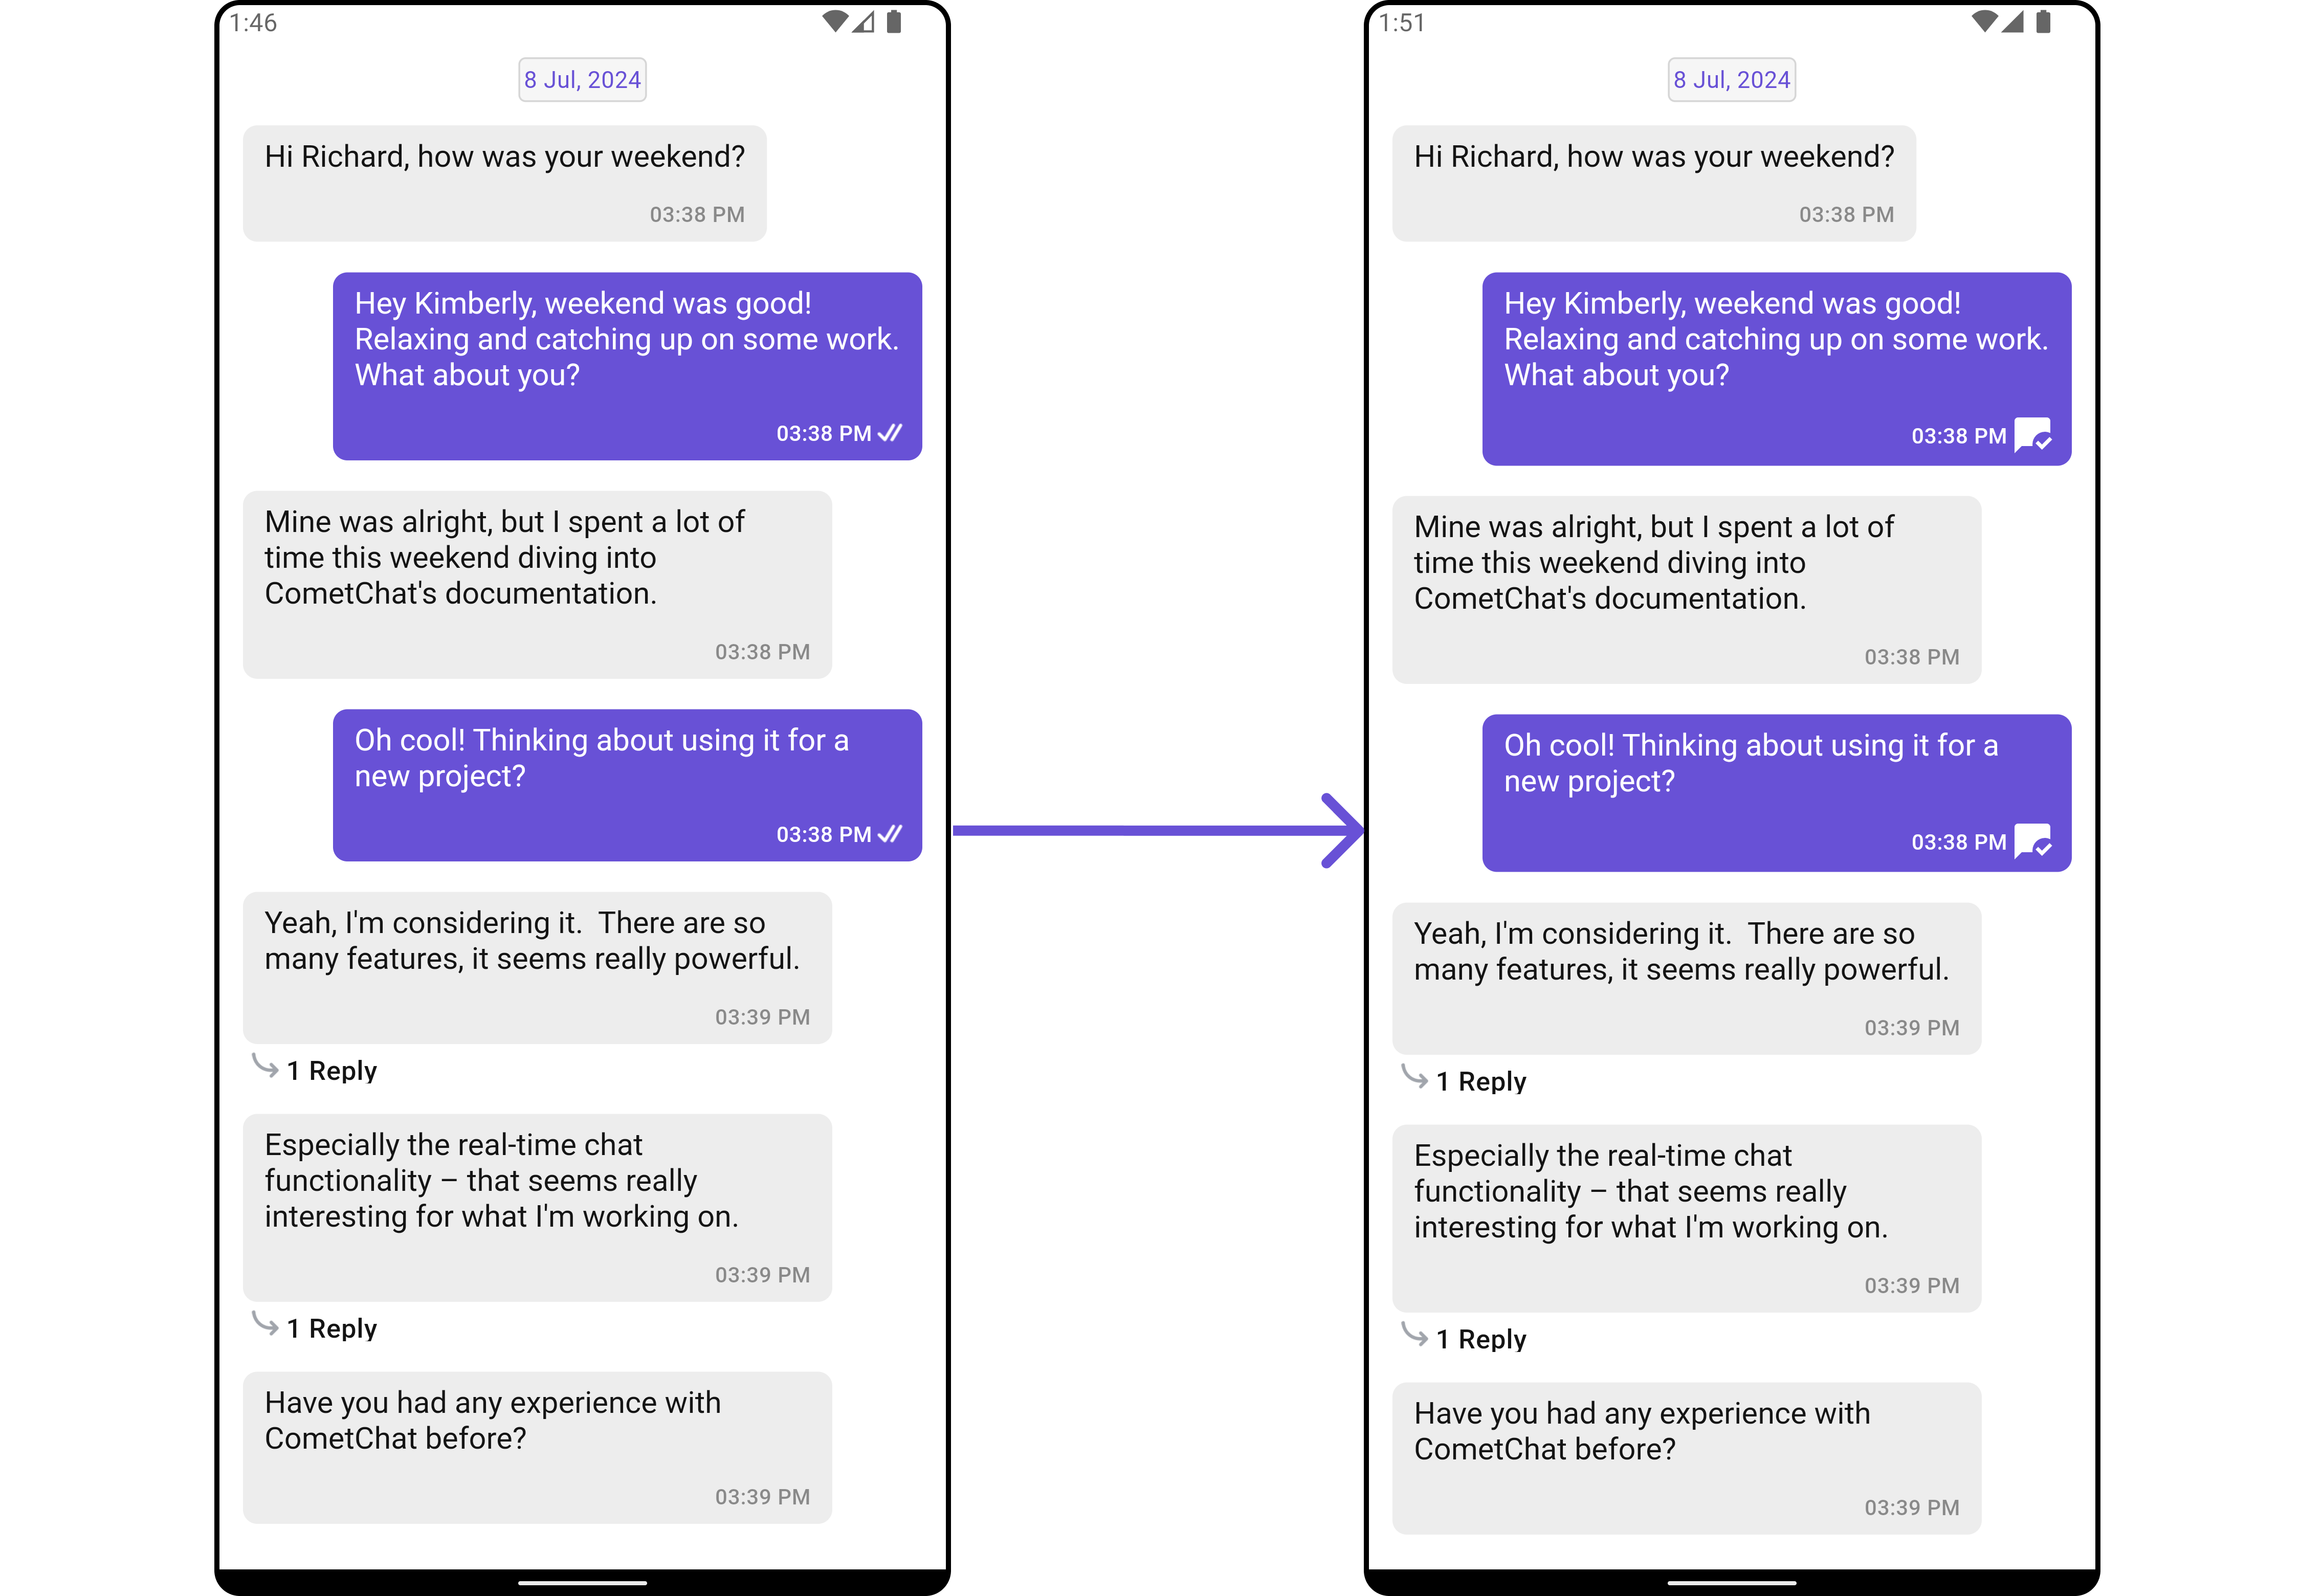 1:46
8 Jul, 2024
Hi Richard, how was your weekend?
03:38 PM
Hey Kimberly, weekend was good!
Relaxing and catching up on some work.
What about you?
03:38 PM
Mine was alright, but I spent a lot of
time this weekend diving into
CometChat's documentation.
03:38 PM
Oh cool! Thinking about using it for a
new project?
03:38 PM
Yeah, I'm considering it.  There are so
many features, it seems really powerful.
03:39 PM
1 Reply
Especially the real-time chat
functionality – that seems really
interesting for what I'm working on.
03:39 PM
1 Reply
Have you had any experience with
CometChat before?
03:39 PM
1:51
8 Jul, 2024
Hi Richard, how was your weekend?
03:38 PM
Hey Kimberly, weekend was good!
Relaxing and catching up on some work.
What about you?
03:38 PM
Mine was alright, but I spent a lot of
time this weekend diving into
CometChat's documentation.
03:38 PM
Oh cool! Thinking about using it for a
new project?
03:38 PM
Yeah, I'm considering it.  There are so
many features, it seems really powerful.
03:39 PM
1 Reply
Especially the real-time chat
functionality – that seems really
interesting for what I'm working on.
03:39 PM
1 Reply
Have you had any experience with
CometChat before?
03:39 PM